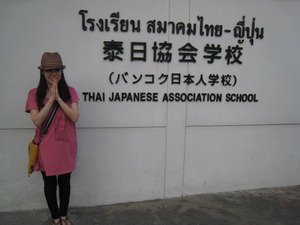 โรงเรียน สมาคมไทย-ญี่ปุ่น
泰日協会学校
(バンコク日本人学校)
THAI JAPANESE ASSOCIATION SCHOOL